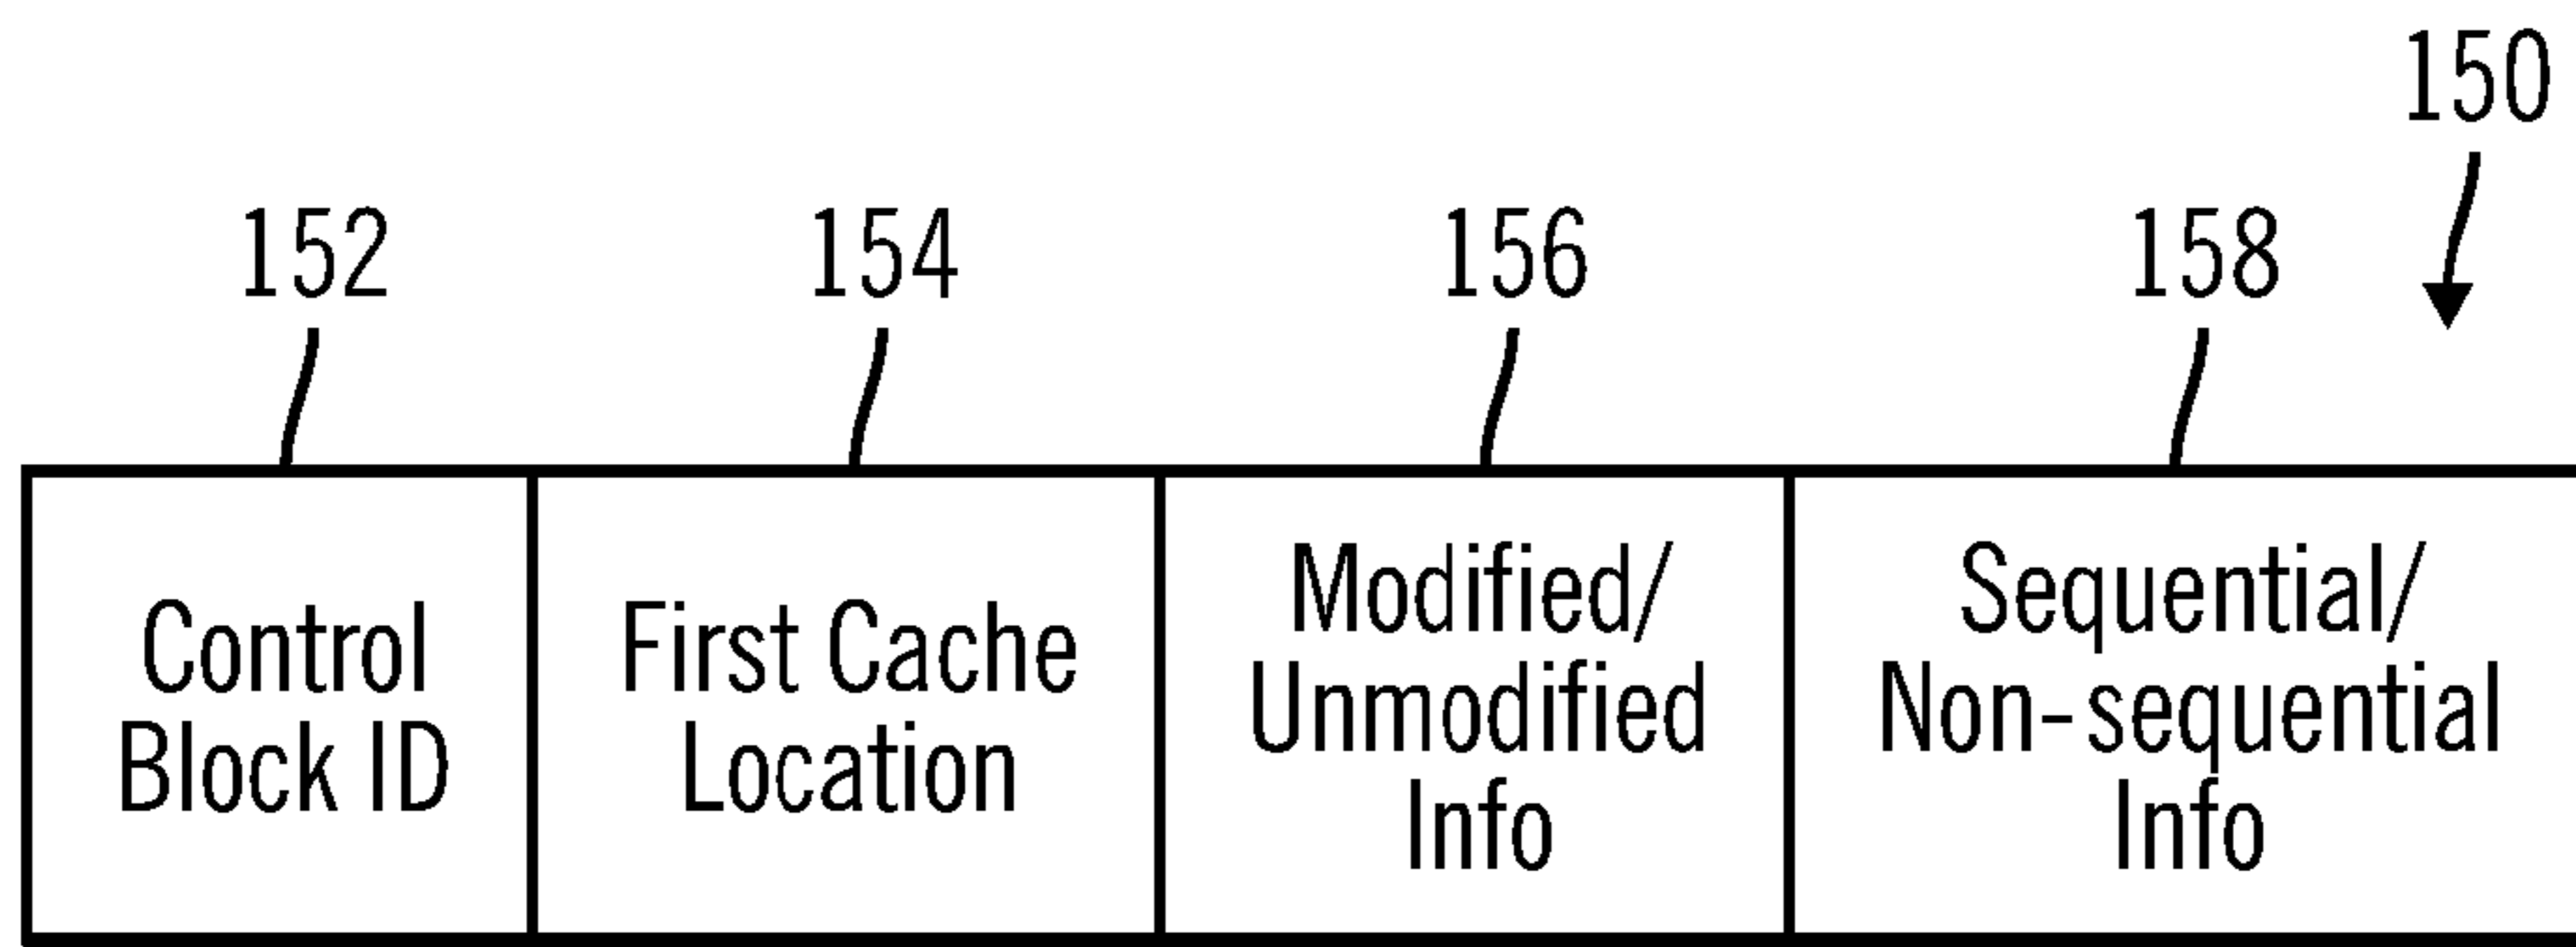 150
152
154
156
158
Control
Block ID
First Cache
Location
Modified/
Unmodified
Info
Sequential/
Non-sequential
Info